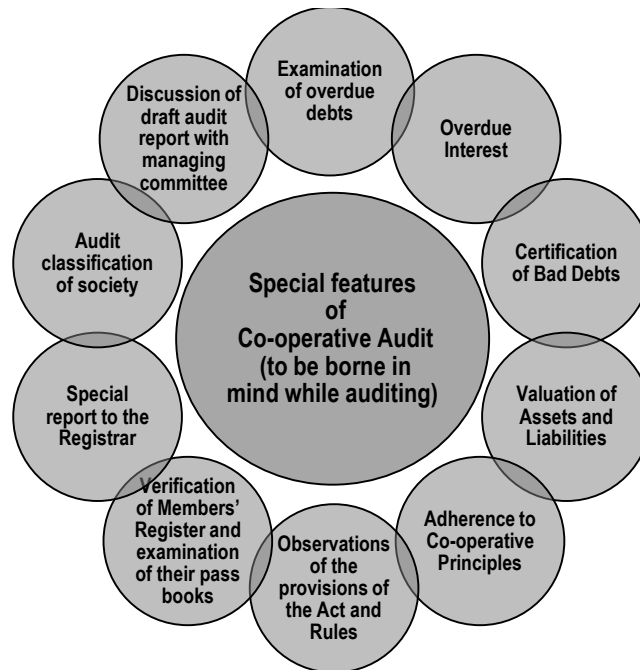 Special features
of
Co-operative Audit
(to be borne in
mind while auditing)
Examination
of overdue
debts
Overdue
Interest
Certification
of Bad Debts
Valuation of
Assets and
Liabilities
Adherence to
Co-operative
Principles
Observations
of the
provisions of
the Act and
Rules
Verification
of Members’
Register and
examination
of their pass
books
Special
report to the
Registrar
Audit
classification
of society
Discussion of
draft audit
report with
managing
committee